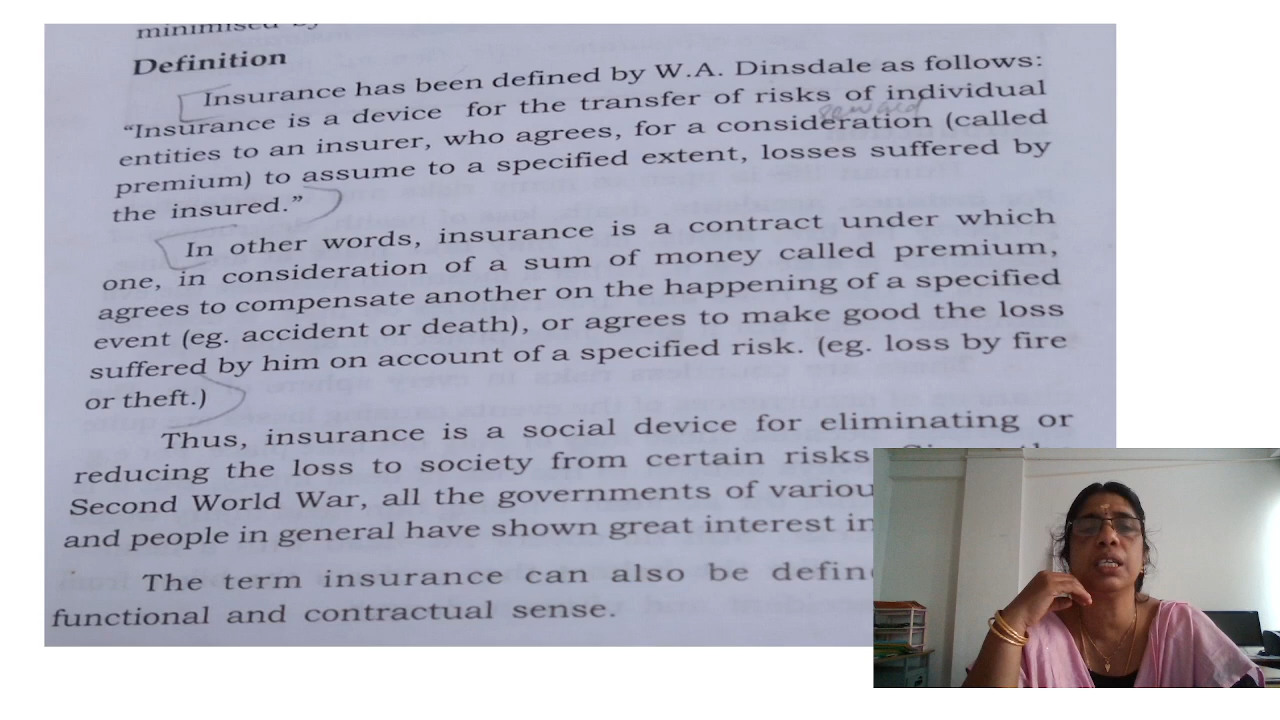 minimised by
Definition
Insurance has been defined by W.A. Dinsdale as follows:
“Insurance is a device for the transfer of risks of individual
reward
entities to an insurer, who agrees, for a consideration (called
premium) to assume to a specified extent, losses suffered by
the insured.”
In other words, insurance is a contract under which
one, in consideration of a sum of money called premium,
agrees to compensate another on the happening of a specified
event (eg. accident or death), or agrees to make good the loss
suffered by him on account of a specified risk. (eg. loss by fire
or theft.)
Thus, insurance is a social device for eliminating or
reducing the loss to society from certain risks
Second World War, all the governments of
and people in general have shown great interest in
The term insurance can also be
functional and contractual sense.